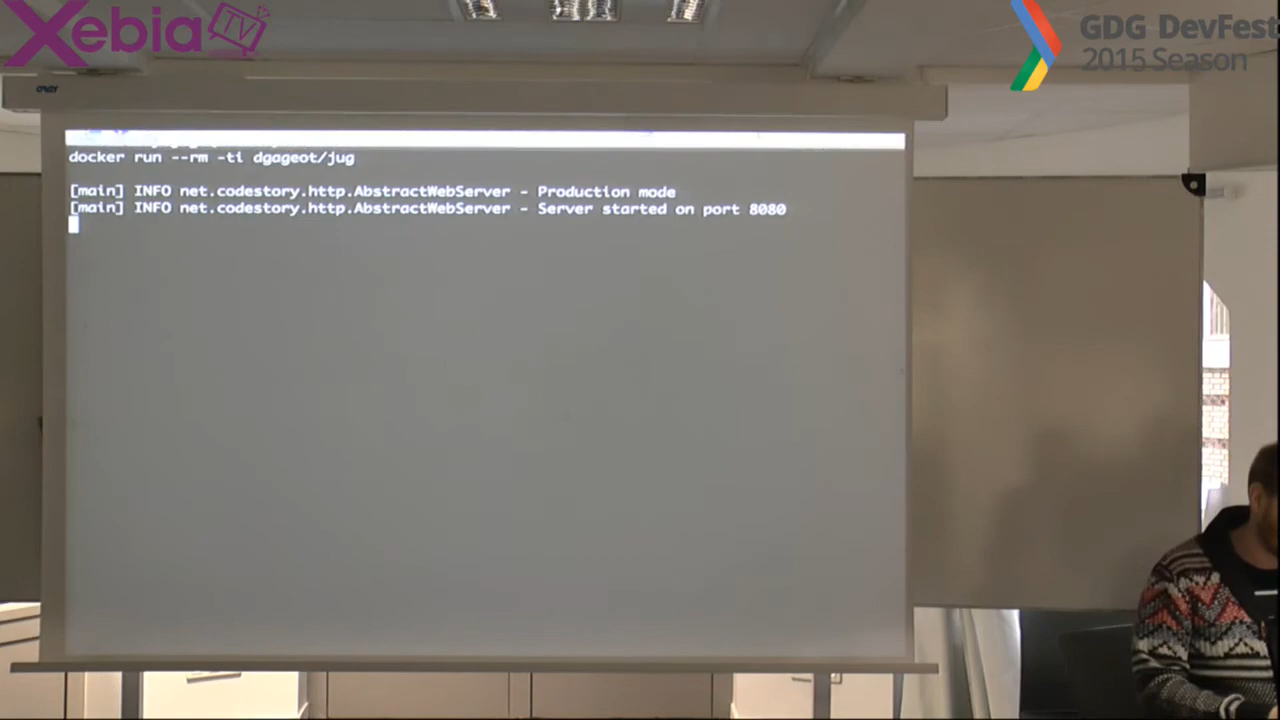 Xebia TV
GDG DevFest
2015 Season
docker run --rm -ti dgageot/jug
[main] INFO net.codestory.http.AbstractWebServer - Production mode
[main] INFO net.codestory.http.AbstractWebServer - Server started on port 8080